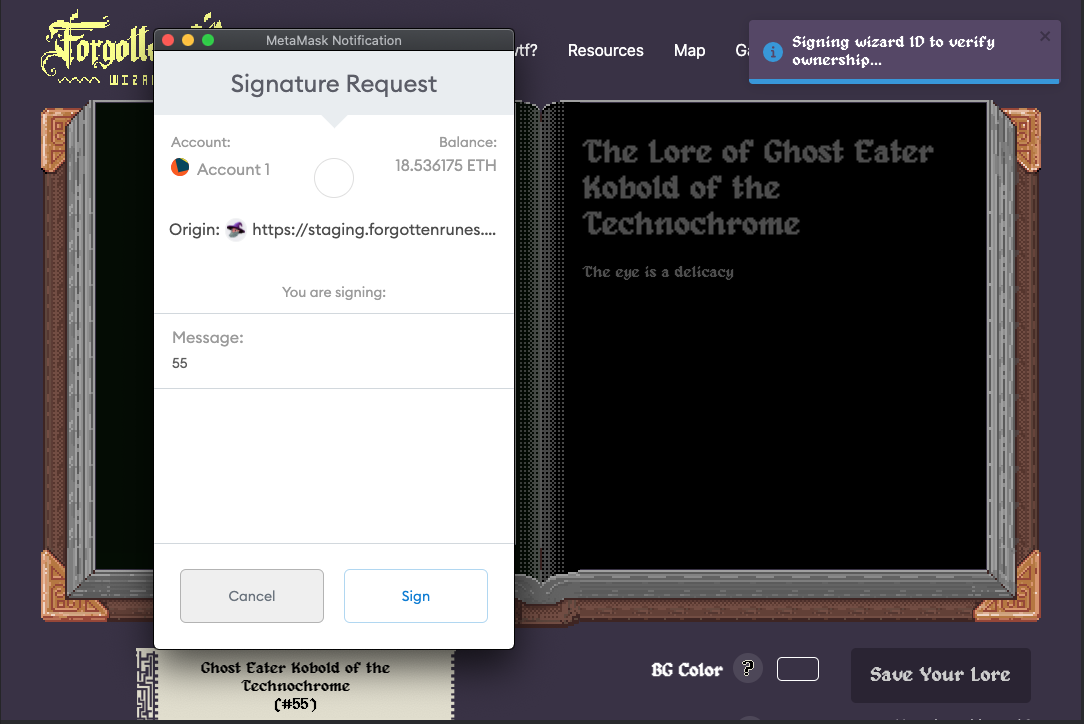 Forgotte
WIZAR
MetaMask Notification
Signature Request
Account:
Account 1
Balance:
18.536175 ETH
Origin: https://staging.forgottenrunes....
You are signing:
Message:
55
Cancel
Sign
wtf?
Resources
Map
Ga
Signing wizard ID to verify
ownership...
The Lore of Ghost Eater
Kobold of the
Technochrome
The eye is a delicacy
Ghost Eater Kobold of the
Technochrome
(#55)
BG Color
?
Save Your Lore